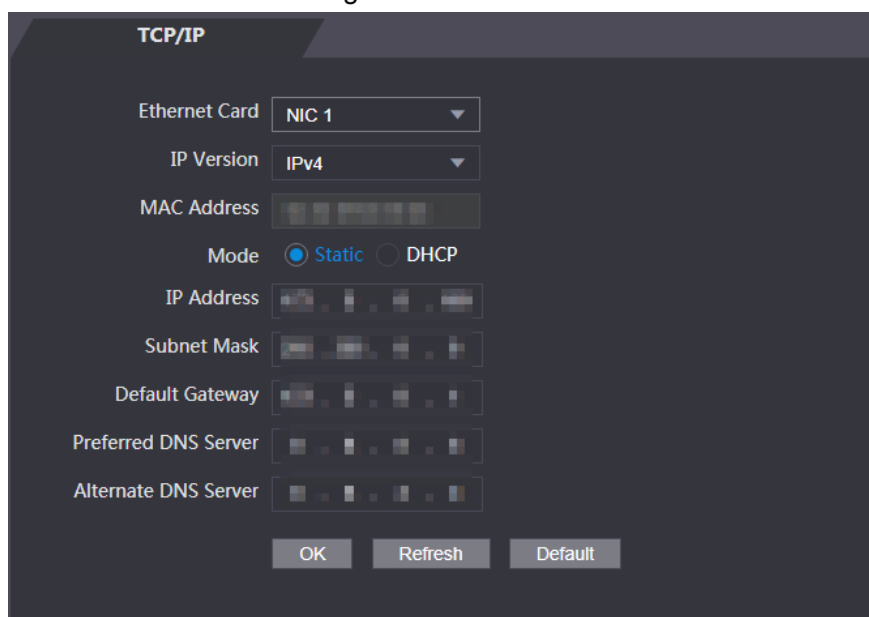 TCP/IP
Ethernet Card NIC 1
IP Version IPv4
MAC Address
Mode Static DHCP
IP Address
Subnet Mask
Default Gateway
Preferred DNS Server
Alternate DNS Server
OK Refresh Default